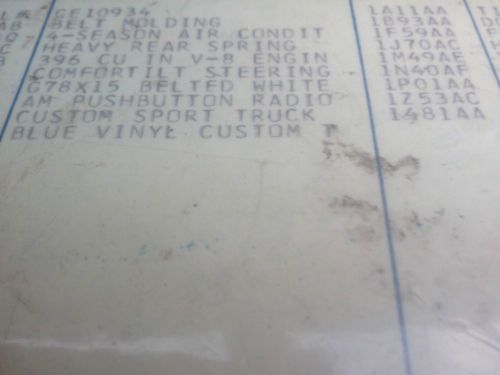 CE10934
BELT MOLDING 1A11AA
4-SEASON AIR CONDIT 1B93AA
HEAVY REAR SPRING 1F59AA
396 CU IN V-8 ENGIN 1J70AC
COMFORTILT STEERING 1M49AE
G78X15 BELTED WHITE 1N40AF
AM PUSHBUTTON RADIO 1P01AA
CUSTOM SPORT TRUCK 1Z53AC
BLUE VINYL CUSTOM T 1481AA